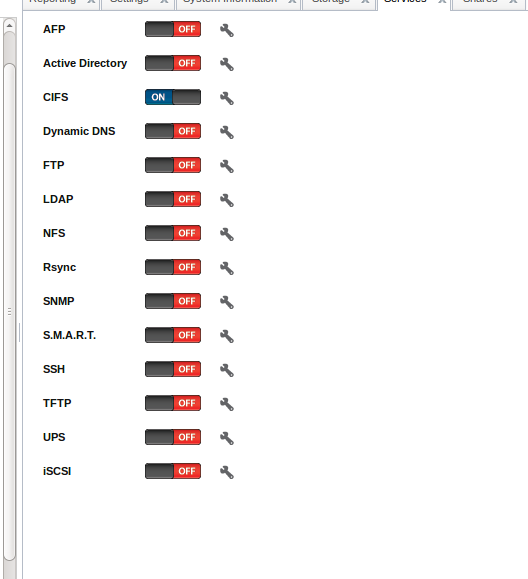 Reporting Settings System Information Storage Services Shares
AFP OFF
Active Directory OFF
CIFS ON
Dynamic DNS OFF
FTP OFF
LDAP OFF
NFS OFF
Rsync OFF
SNMP OFF
S.M.A.R.T. OFF
SSH OFF
TFTP OFF
UPS OFF
iSCSI OFF